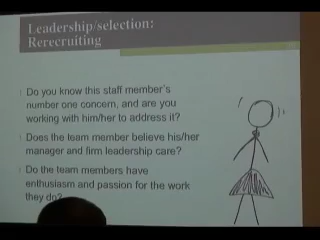 Leadership/selection:
Rerecruiting
Do you know this staff member's
number one concern, and are you
working with him/her to address it?
Does the team member believe his/her
manager and firm leadership care?
Do the team members have
enthusiasm and passion for the work
they do?